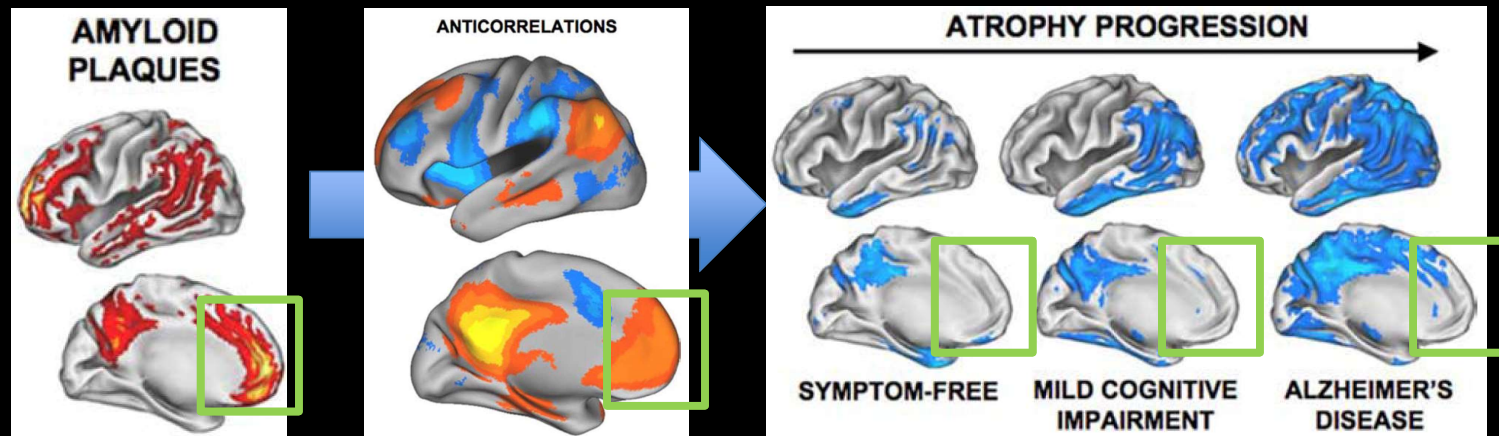 AMYLOID
PLAQUES
ANTICORRELATIONS
ATROPHY PROGRESSION
SYMPTOM-FREE
MILD COGNITIVE
IMPAIRMENT
ALZHEIMER'S
DISEASE